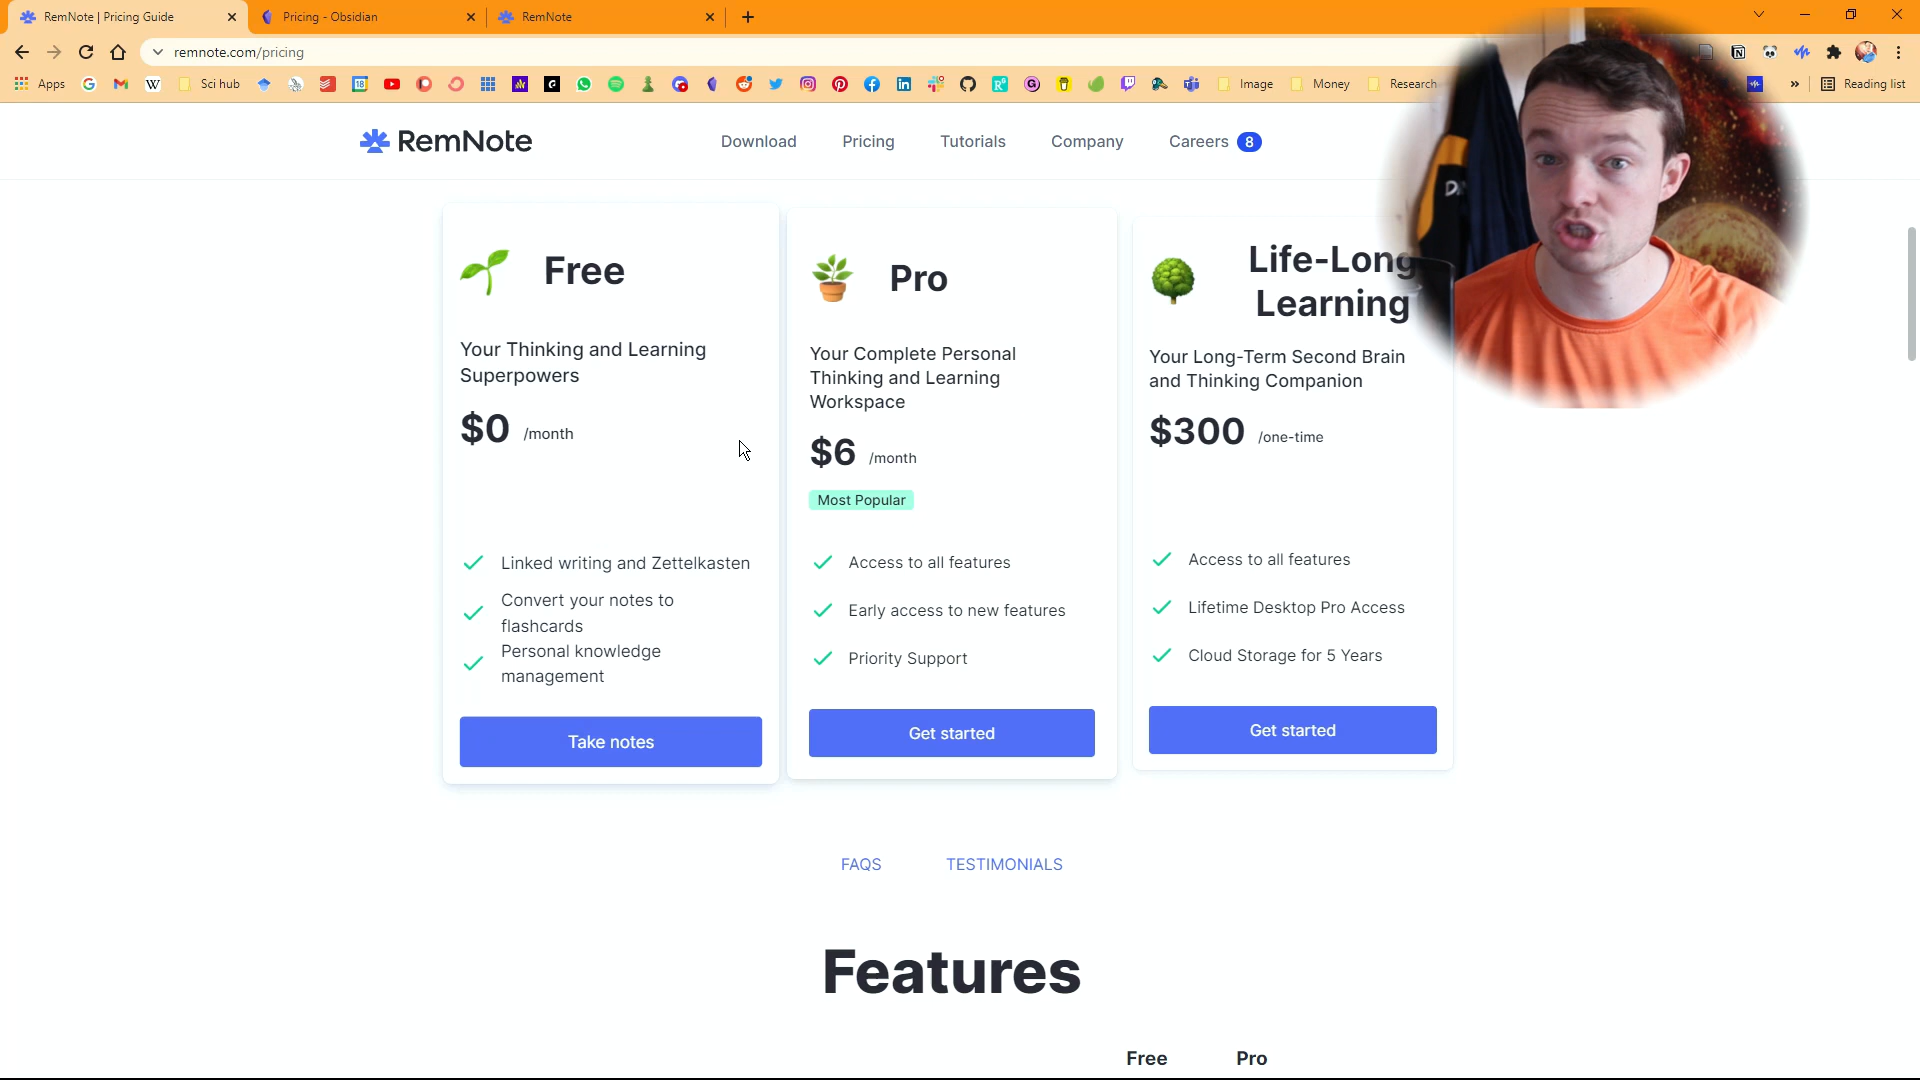 RemNote | Pricing Guide
Pricing - Obsidian
RemNote
remnote.com/pricing
Apps
Sci hub
Image
Money
Research
Reading list
RemNote
Download
Pricing
Tutorials
Company
Careers 8
Free
Your Thinking and Learning
Superpowers
$0 /month
Linked writing and Zettelkasten
Convert your notes to
flashcards
Personal knowledge
management
Take notes
Pro
Your Complete Personal
Thinking and Learning
Workspace
$6 /month
Most Popular
Access to all features
Early access to new features
Priority Support
Get started
Life-Long
Learning
Your Long-Term Second Brain
and Thinking Companion
$300 /one-time
Access to all features
Lifetime Desktop Pro Access
Cloud Storage for 5 Years
Get started
FAQS
TESTIMONIALS
Features
Free
Pro